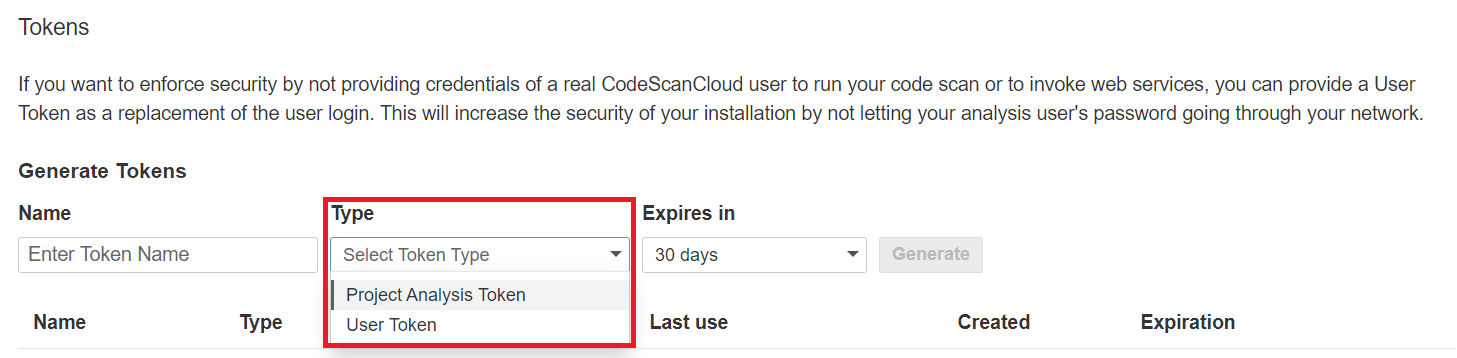 Tokens
If you want to enforce security by not providing credentials of a real CodeScanCloud user to run your code scan or to invoke web services, you can provide a User
Token as a replacement of the user login. This will increase the security of your installation by not letting your analysis user's password going through your network.
Generate Tokens
Name Type Expires in
Enter Token Name Select Token Type 30 days Generate
Project Analysis Token
User Token
Name Type Last use Created Expiration